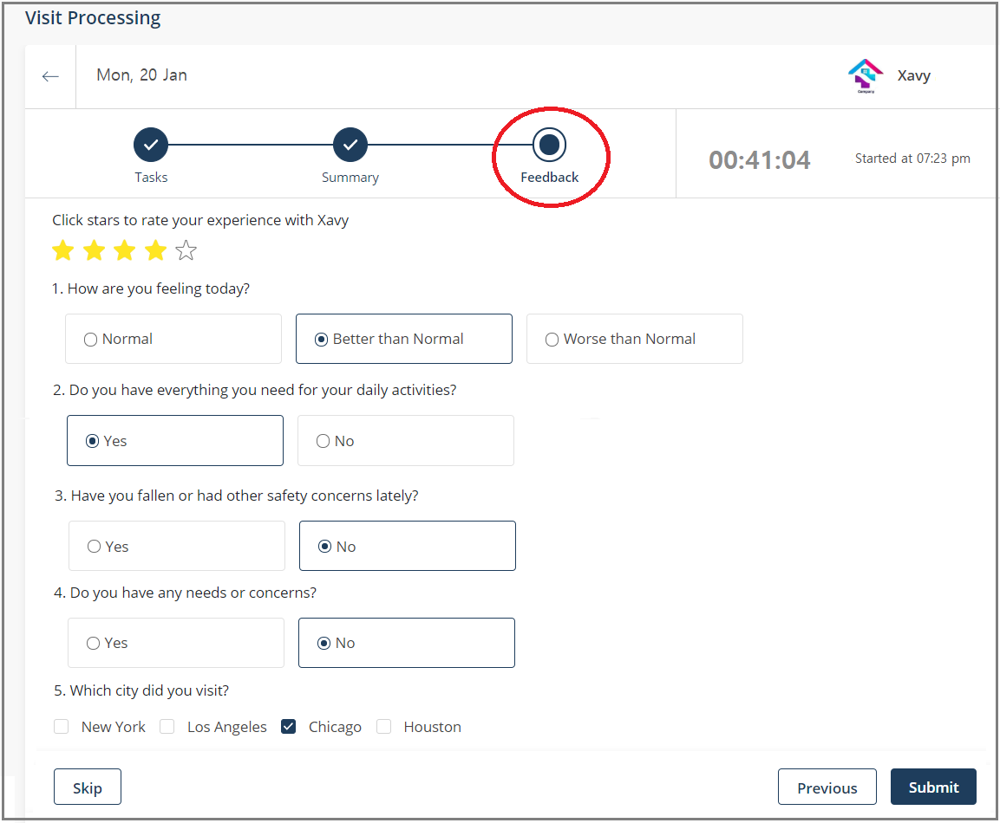 Visit Processing
Mon, 20 Jan
Company
Xavy
Tasks
Summary
Feedback
00:41:04
Started at 07:23 pm
Click stars to rate your experience with Xavy
1. How are you feeling today?
Normal
Better than Normal
Worse than Normal
2. Do you have everything you need for your daily activities?
Yes
No
3. Have you fallen or had other safety concerns lately?
Yes
No
4. Do you have any needs or concerns?
Yes
No
5. Which city did you visit?
New York
Los Angeles
Chicago
Houston
Skip
Previous
Submit